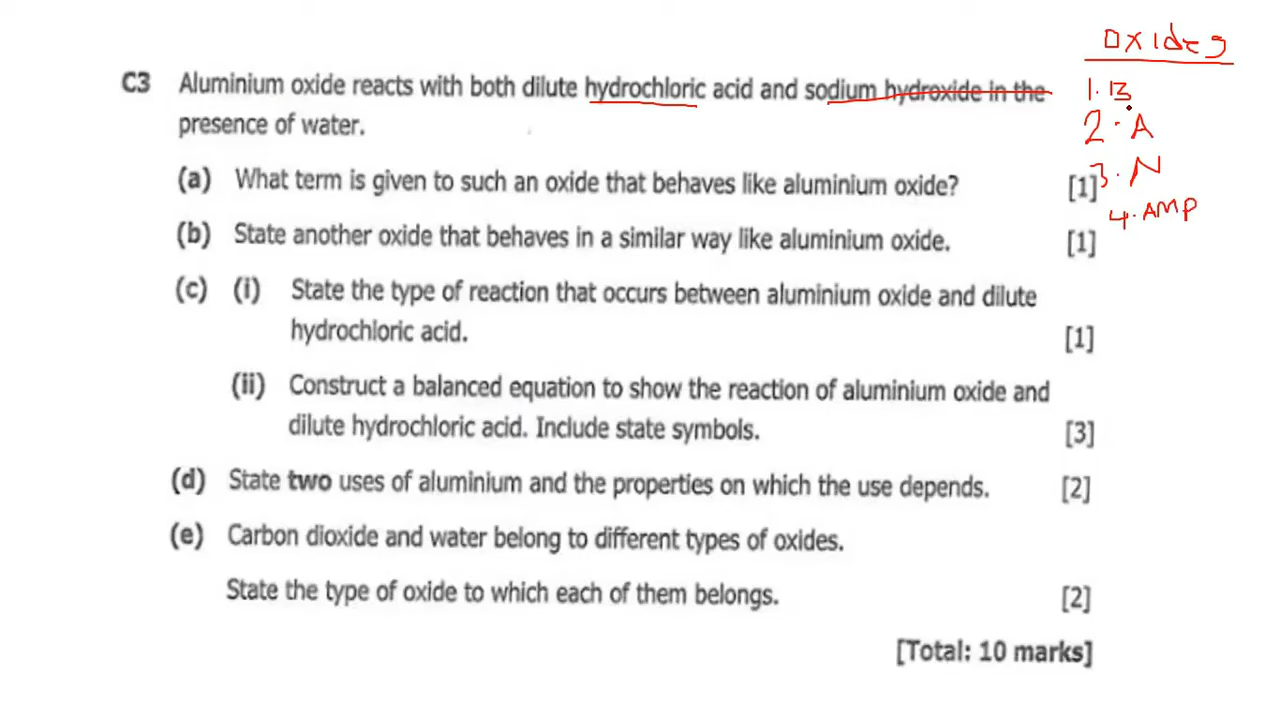 oxides
1. B
2. A
3. N
4. AMP
C3 Aluminium oxide reacts with both dilute hydrochloric acid and sodium hydroxide in the
presence of water.
(a) What term is given to such an oxide that behaves like aluminium oxide? [1]
(b) State another oxide that behaves in a similar way like aluminium oxide. [1]
(c) (i) State the type of reaction that occurs between aluminium oxide and dilute
hydrochloric acid. [1]
(ii) Construct a balanced equation to show the reaction of aluminium oxide and
dilute hydrochloric acid. Include state symbols. [3]
(d) State two uses of aluminium and the properties on which the use depends. [2]
(e) Carbon dioxide and water belong to different types of oxides.
State the type of oxide to which each of them belongs. [2]
[Total: 10 marks]